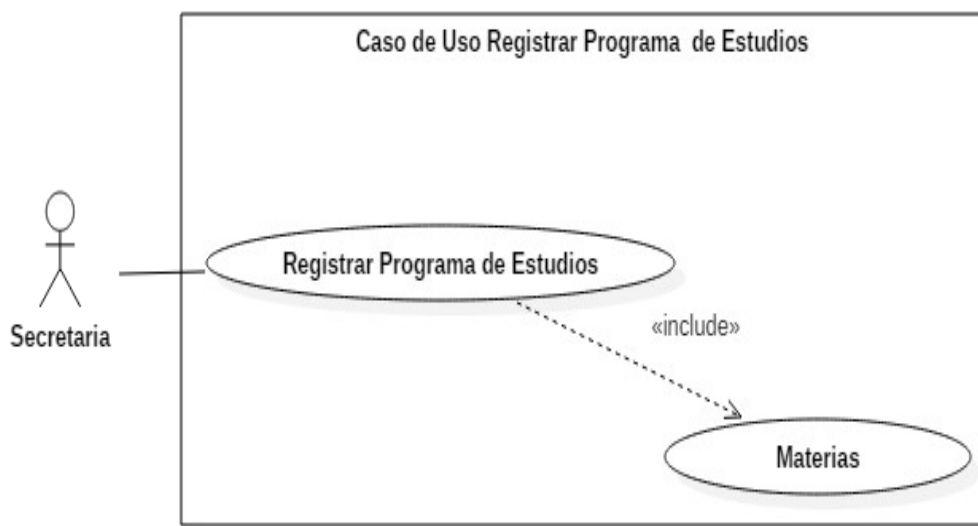 Caso de Uso Registrar Programa de Estudios
Registrar Programa de Estudios
Secretaria
«include»
Materias